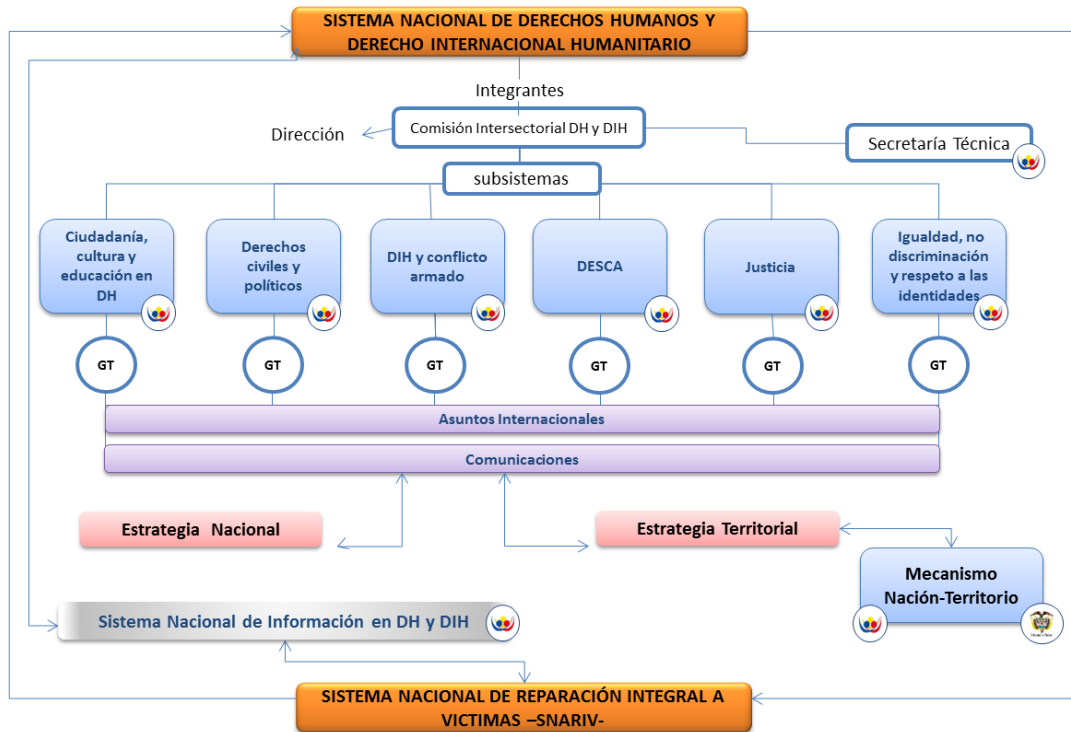 SISTEMA NACIONAL DE DERECHOS HUMANOS Y
DERECHO INTERNACIONAL HUMANITARIO
Integrantes
Dirección
Comisión Intersectorial DH y DIH
Secretaría Técnica
subsistemas
Ciudadanía,
cultura y
educación en
DH
Derechos
civiles y
políticos
DIH y conflicto
armado
DESCA
Justicia
Igualdad, no
discriminación
y respeto a las
identidades
GT
GT
GT
GT
GT
GT
Asuntos Internacionales
Comunicaciones
Estrategia Nacional
Estrategia Territorial
Mecanismo
Nación-Territorio
Sistema Nacional de Información en DH y DIH
SISTEMA NACIONAL DE REPARACIÓN INTEGRAL A
VICTIMAS –SNARIV-